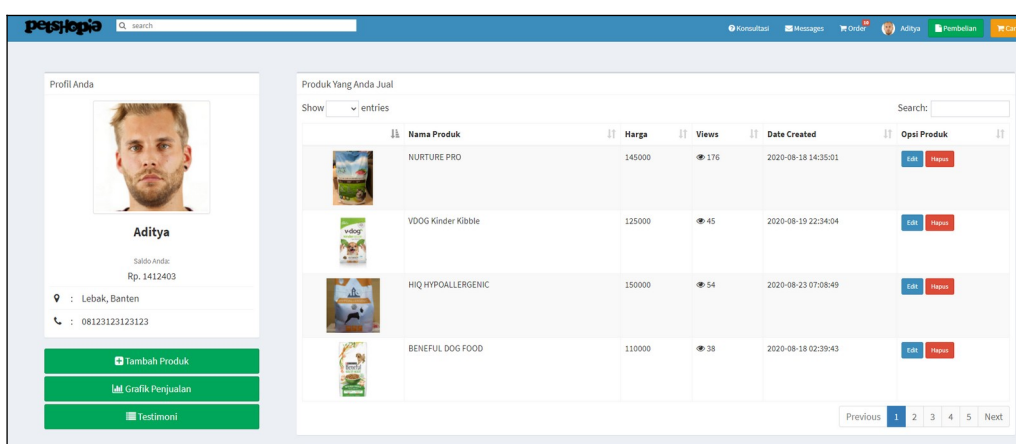 petshopia
search
Konsultasi Messages Order 10 Aditya Pembelian Car
Profil Anda
Aditya
Saldo Anda:
Rp. 1412403
: Lebak, Banten
: 08123123123123
Tambah Produk
Grafik Penjualan
Testimoni
Produk Yang Anda Jual
Show entries
Search:
Nama Produk Harga Views Date Created Opsi Produk
NURTURE PRO 145000 176 2020-08-18 14:35:01 Edit Hapus
VDOG Kinder Kibble 125000 45 2020-08-19 22:34:04 Edit Hapus
v-dog
HIQ HYPOALLERGENIC 150000 54 2020-08-23 07:08:49 Edit Hapus
BENEFUL DOG FOOD 110000 38 2020-08-18 02:39:43 Edit Hapus
Beneful
Previous 1 2 3 4 5 Next